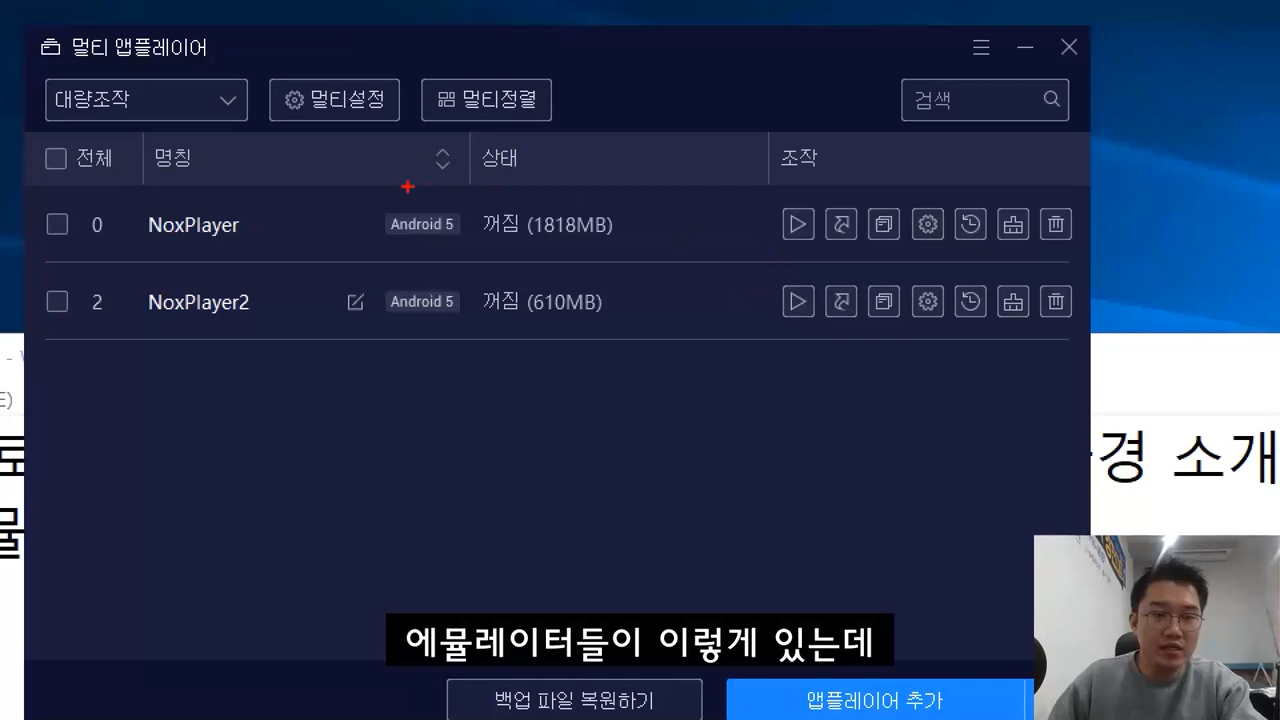 멀티 앱플레이어
대량조작 멀티설정 멀티정렬 검색
전체 명칭 상태 조작
0 NoxPlayer Android 5 꺼짐 (1818MB)
2 NoxPlayer2 Android 5 꺼짐 (610MB)
E)
경 소개
에뮬레이터들이 이렇게 있는데
백업 파일 복원하기 앱플레이어 추가